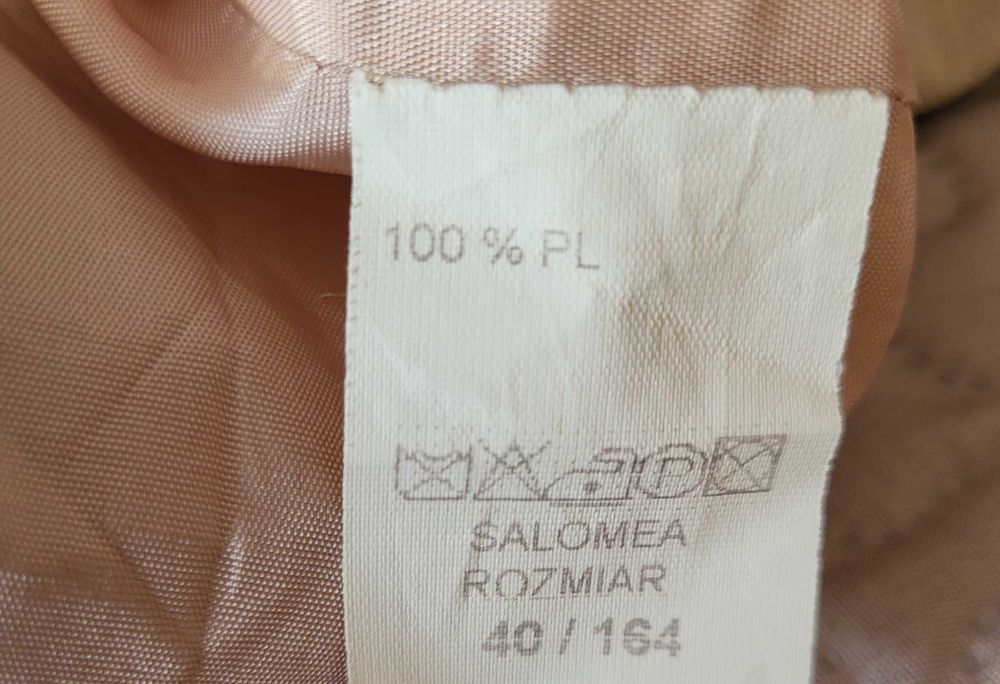 100 % PL
P
SALOMEA
ROZMIAR
40 / 164